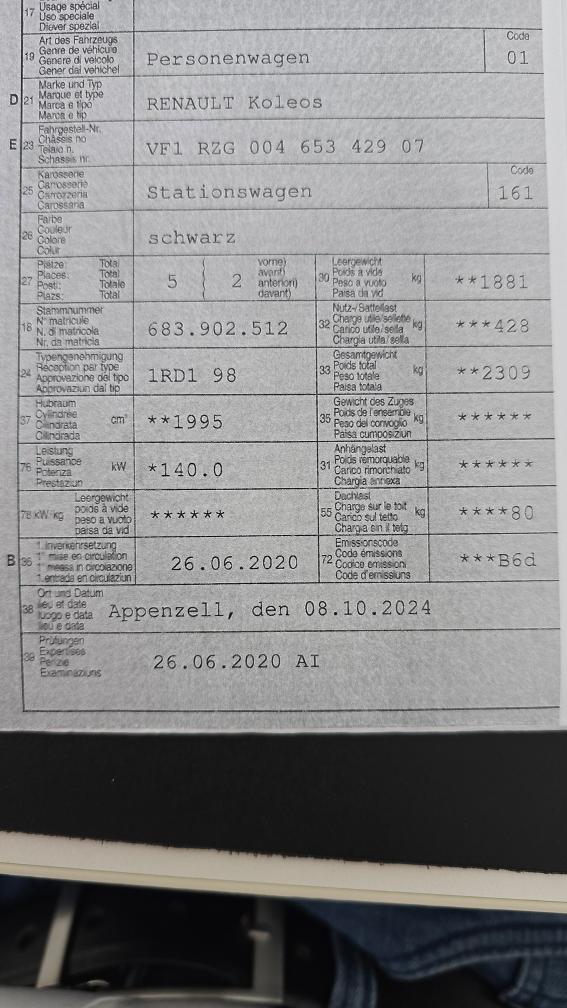 17 Usage spécial
Uso speciale
Diever spezial
19 Art des Fahrzeugs
Genre de véhicule
Genere di veicolo
Gener dal vehichel
Personenwagen
Code
01
D 21 Marke und Typ
Marque et type
Marca e tipo
Marca e tip
RENAULT Koleos
E 23 Fahrgestell-Nr.
Châssis no
Telaio n.
Schassis nr.
VF1 RZG 004 653 429 07
25 Karosserie
Carrosserie
Carrozzeria
Carossaria
Stationswagen
Code
161
26 Farbe
Couleur
Colore
Colur
schwarz
27 Plätze: Total
Places: Total
Posti: Totale
Plazs: Total
5 ( 2
vorne)
avant)
anteriori)
davant)
30 Leergewicht
Poids à vide
Peso a vuoto
Paisa da vid
kg
**1881
18 Stammnummer
N° matricule
N. di matricola
Nr. da matricla
683.902.512
32 Nutz-/Sattellast
Charge utile/sellette
Carico utile/sella
Chargia utila/sella
kg
***428
24 Typengenehmigung
Réception par type
Approvazione del tipo
Approvaziun dal tip
1RD1 98
33 Gesamtgewicht
Poids total
Peso totale
Paisa totala
kg
**2309
37 Hubraum
Cylindrée
Cilindrata
Cilindrada
cm³
**1995
35 Gewicht des Zuges
Poids de l'ensemble
Peso del convoglio
Paisa cumposiziun
kg
******
76 Leistung
Puissance
Potenza
Prestaziun
kW
*140.0
31 Anhängelast
Poids remorquable
Carico rimorchiato
Chargia annexa
kg
******
78 kW/kg
Leergewicht
poids à vide
peso a vuoto
paisa da vid
******
55 Dachlast
Charge sur le toit
Carico sul tetto
Chargia sin il tetg
kg
****80
B 36 1. Inverkehrsetzung
1re mise en circulation
1a messa in circolazione
1. entrada en circulaziun
26.06.2020
72 Emissionscode
Code émissions
Codice emissioni
Code d'emissiuns
***B6d
38 Ort und Datum
lieu et date
luogo e data
lieu e data
Appenzell, den 08.10.2024
39 Prüfungen
Expertises
Perizie
Examinaziuns
26.06.2020 AI